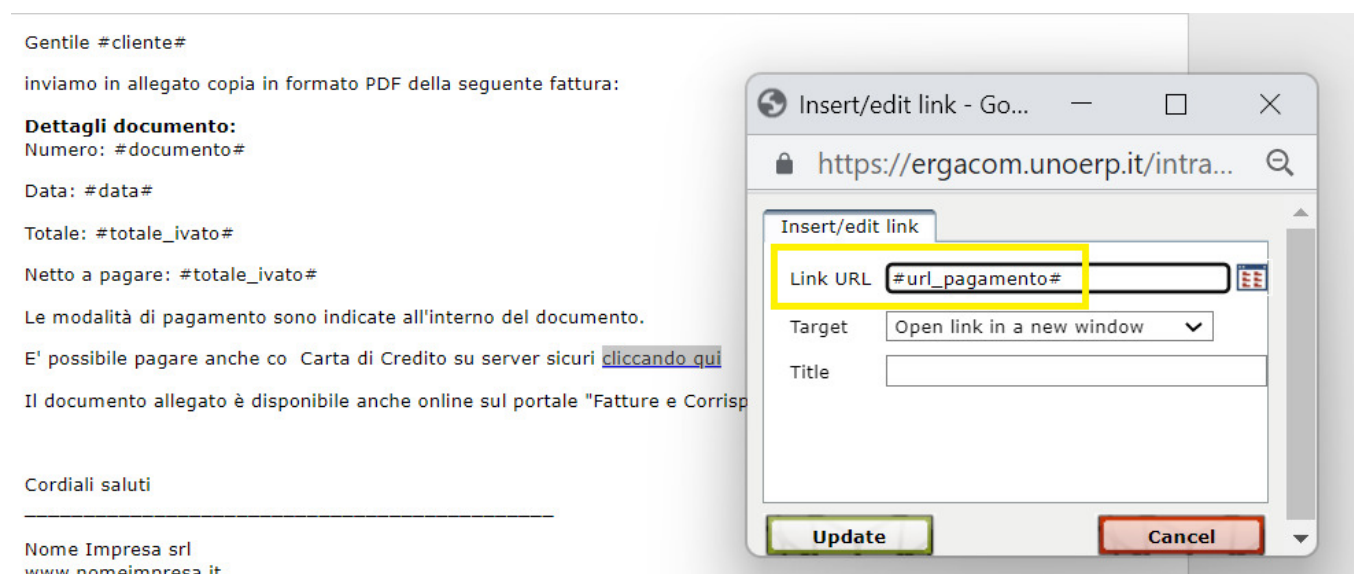 Gentile #cliente#
inviamo in allegato copia in formato PDF della seguente fattura:
Dettagli documento:
Numero: #documento#
Data: #data#
Totale: #totale_ivato#
Netto a pagare: #totale_ivato#
Le modalità di pagamento sono indicate all'interno del documento.
E' possibile pagare anche co  Carta di Credito su server sicuri cliccando qui
Il documento allegato è disponibile anche online sul portale "Fatture e Corrisp
Cordiali saluti
Nome Impresa srl
www.nomeimpresa.it
Insert/edit link - Go...
https://ergacom.unoerp.it/intra...
Insert/edit link
Link URL #url_pagamento#
Target Open link in a new window
Title
Update Cancel